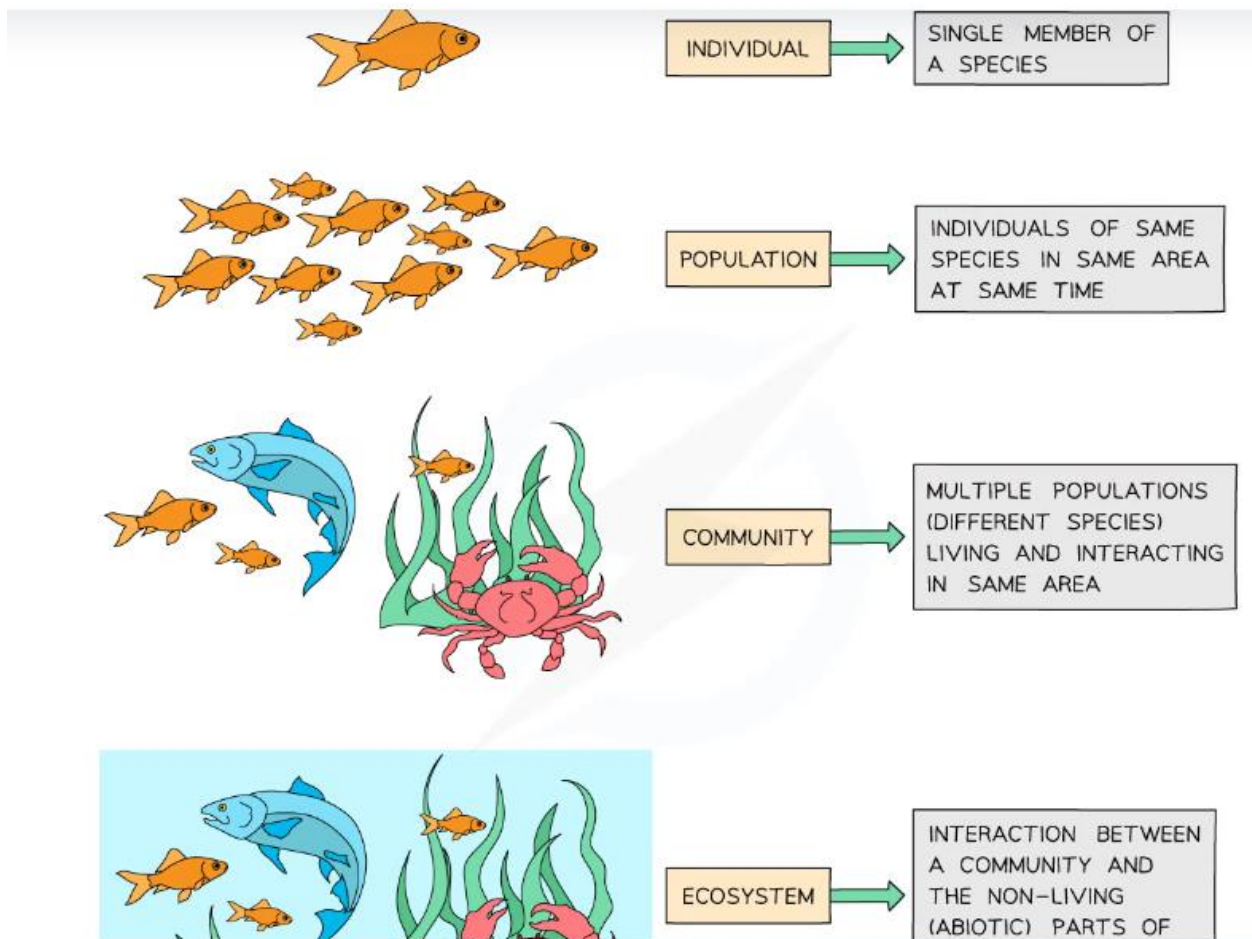 INDIVIDUAL
SINGLE MEMBER OF
A SPECIES
POPULATION
INDIVIDUALS OF SAME
SPECIES IN SAME AREA
AT SAME TIME
COMMUNITY
MULTIPLE POPULATIONS
(DIFFERENT SPECIES)
LIVING AND INTERACTING
IN SAME AREA
ECOSYSTEM
INTERACTION BETWEEN
A COMMUNITY AND
THE NON-LIVING
(ABIOTIC) PARTS OF